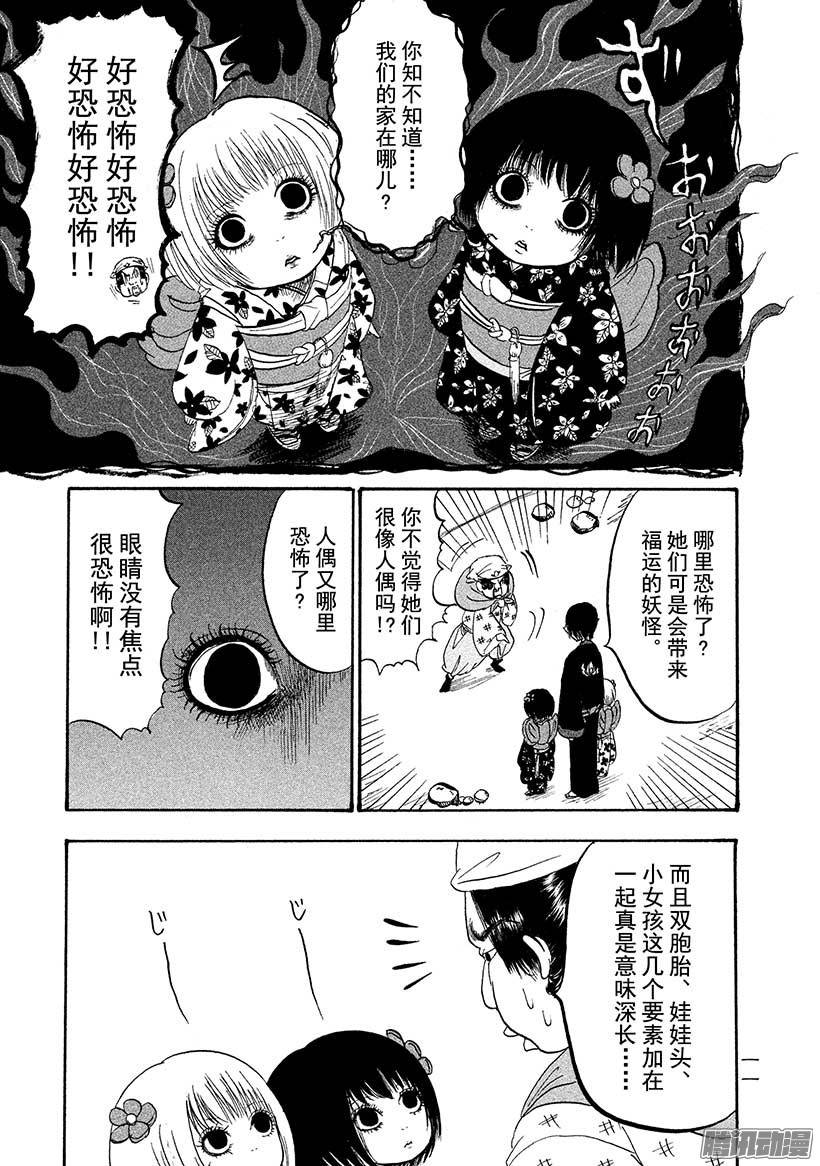 ずおおおおおお
你知不知道……
我们的家在哪儿？
好恐怖好恐怖
好恐怖好恐怖!!
哪里恐怖了？
她们可是会带来
福运的妖怪。
你不觉得她们
很像人偶吗!?
人偶又哪里
恐怖了？
眼睛没有焦点
很恐怖啊!!
而且双胞胎、娃娃头、
小女孩这几个要素加在
一起真是意味深长……
じー
じー
一一
腾讯动漫